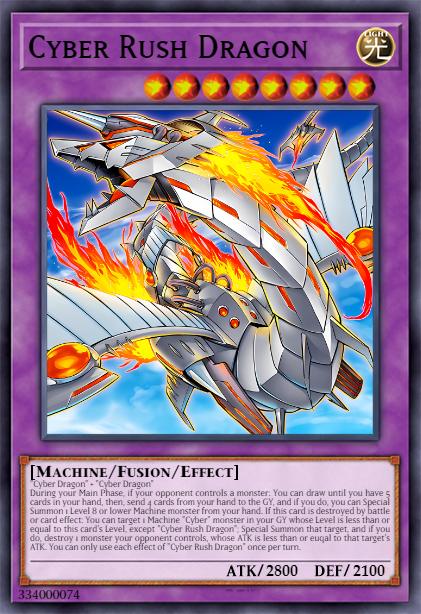 Cyber Rush Dragon
LIGHT
光
[Machine/Fusion/Effect]
"Cyber Dragon" + "Cyber Dragon"
During your Main Phase, if your opponent controls a monster: You can draw until you have 5
cards in your hand, then, send 4 cards from your hand to the GY, and if you do, you can Special
Summon 1 Level 8 or lower Machine monster from your hand. If this card is destroyed by battle
or card effect: You can target 1 Machine "Cyber" monster in your GY whose Level is less than or
equal to this card's Level, except "Cyber Rush Dragon"; Special Summon that target, and if you
do, destroy 1 monster your opponent controls, whose ATK is less than or euqal to that target's
ATK. You can only use each effect of "Cyber Rush Dragon" once per turn.
ATK/2800 DEF/2100
334000074